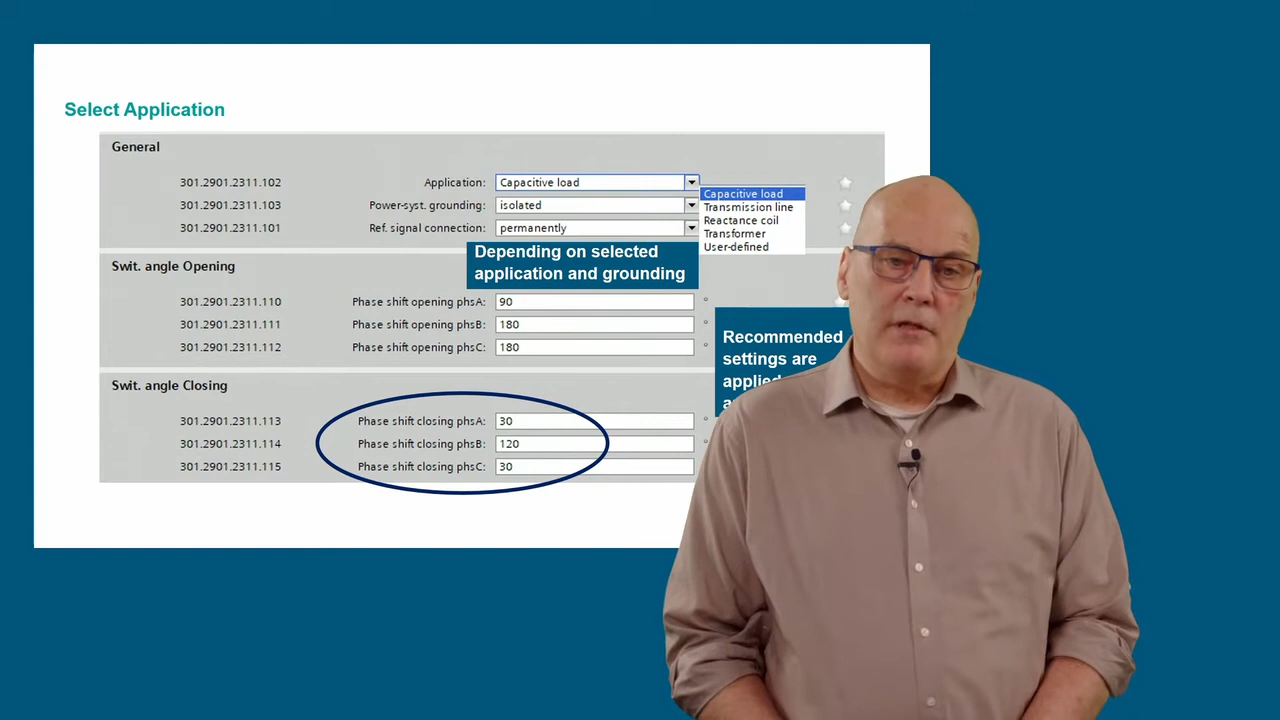 Select Application
General
301.2901.2311.102 Application: Capacitive load
Capacitive load
301.2901.2311.103 Power-syst. grounding: isolated
Transmission line
Reactance coil
301.2901.2311.101 Ref. signal connection: permanently
Transformer
User-defined
Depending on selected
application and grounding
Swit. angle Opening
301.2901.2311.110 Phase shift opening phsA: 90 °
301.2901.2311.111 Phase shift opening phsB: 180 °
301.2901.2311.112 Phase shift opening phsC: 180 °
Recommended
settings are
Swit. angle Closing
301.2901.2311.113 Phase shift closing phsA: 30 °
301.2901.2311.114 Phase shift closing phsB: 120 °
301.2901.2311.115 Phase shift closing phsC: 30